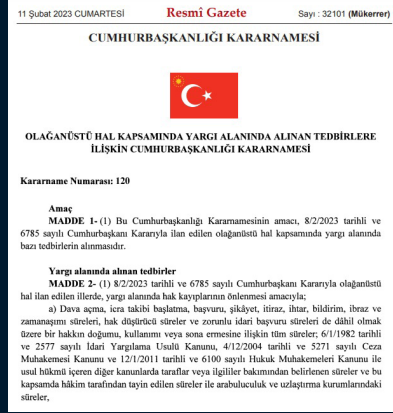 11 Şubat 2023 CUMARTESİ Resmî Gazete Sayı : 32101 (Mükerrer)
CUMHURBAŞKANLIĞI KARARNAMESİ
OLAĞANÜSTÜ HAL KAPSAMINDA YARGI ALANINDA ALINAN TEDBİRLERE
İLİŞKİN CUMHURBAŞKANLIĞI KARARNAMESİ
Kararname Numarası: 120
Amaç
MADDE 1- (1) Bu Cumhurbaşkanlığı Kararnamesinin amacı, 8/2/2023 tarihli ve
6785 sayılı Cumhurbaşkanı Kararıyla ilan edilen olağanüstü hal kapsamında yargı alanında
bazı tedbirlerin alınmasıdır.
Yargı alanında alınan tedbirler
MADDE 2- (1) 8/2/2023 tarihli ve 6785 sayılı Cumhurbaşkanı Kararıyla olağanüstü
hal ilan edilen illerde, yargı alanında hak kayıplarının önlenmesi amacıyla;
a) Dava açma, icra takibi başlatma, başvuru, şikâyet, itiraz, ihtar, bildirim, ibraz ve
zamanaşımı süreleri, hak düşürücü süreler ve zorunlu idari başvuru süreleri de dâhil olmak
üzere bir hakkın doğumu, kullanımı veya sona ermesine ilişkin tüm süreler; 6/1/1982 tarihli
ve 2577 sayılı İdari Yargılama Usulü Kanunu, 4/12/2004 tarihli ve 5271 sayılı Ceza
Muhakemesi Kanunu ve 12/1/2011 tarihli ve 6100 sayılı Hukuk Muhakemeleri Kanunu ile
usul hükmü içeren diğer kanunlarda taraflar veya ilgililer bakımından belirlenen süreler ve bu
kapsamda hâkim tarafından tayin edilen süreler ile arabuluculuk ve uzlaştırma kurumlarındaki
süreler,